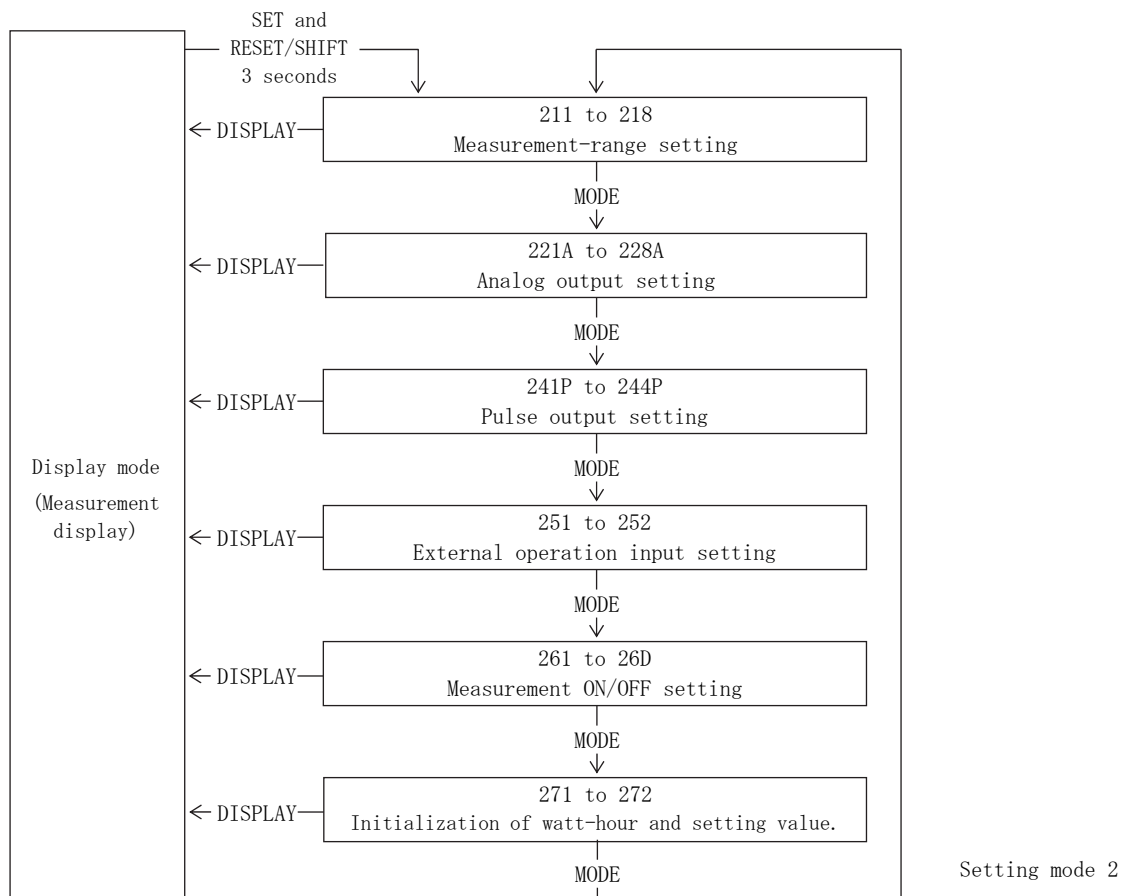 SET and
RESET/SHIFT
3 seconds
211 to 218
DISPLAY
Measurement-range setting
MODE
221A to 228A
DISPLAY
Analog output setting
MODE
241P to 244P
DISPLAY
Pulse output setting
MODE
Display mode
(Measurement
display)
251 to 252
DISPLAY
External operation input setting
MODE
261 to 26D
DISPLAY
Measurement ON/OFF setting
MODE
271 to 272
DISPLAY
Initialization of watt-hour and setting value.
MODE
Setting mode 2